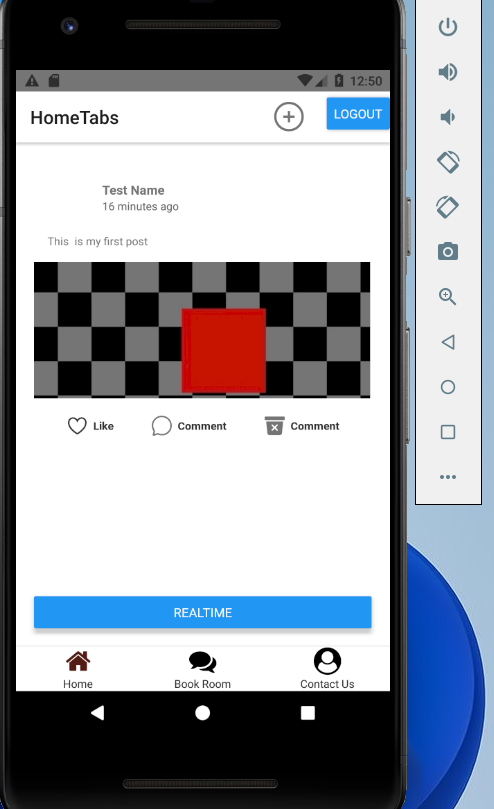 12:50
HomeTabs
LOGOUT
Test Name
16 minutes ago
This is my first post
Like
Comment
Comment
REALTIME
Home
Book Room
Contact Us